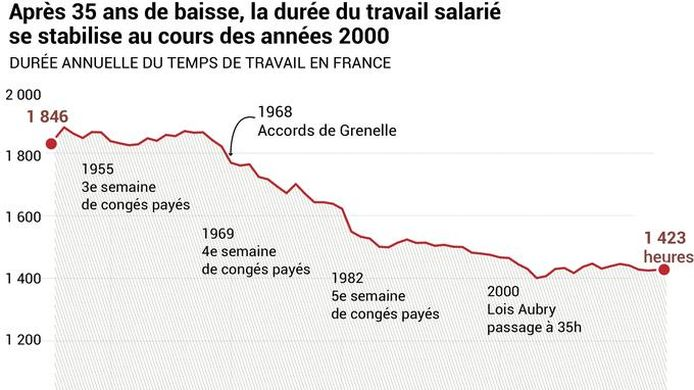 Après 35 ans de baisse, la durée du travail salarié
se stabilise au cours des années 2000
DURÉE ANNUELLE DU TEMPS DE TRAVAIL EN FRANCE
2 000
1 846
1968
Accords de Grenelle
1 800
1955
3e semaine
de congés payés
1 600
1969
4e semaine
de congés payés
1 423
heures
1 400
1982
5e semaine
de congés payés
2000
Lois Aubry
passage à 35h
1 200